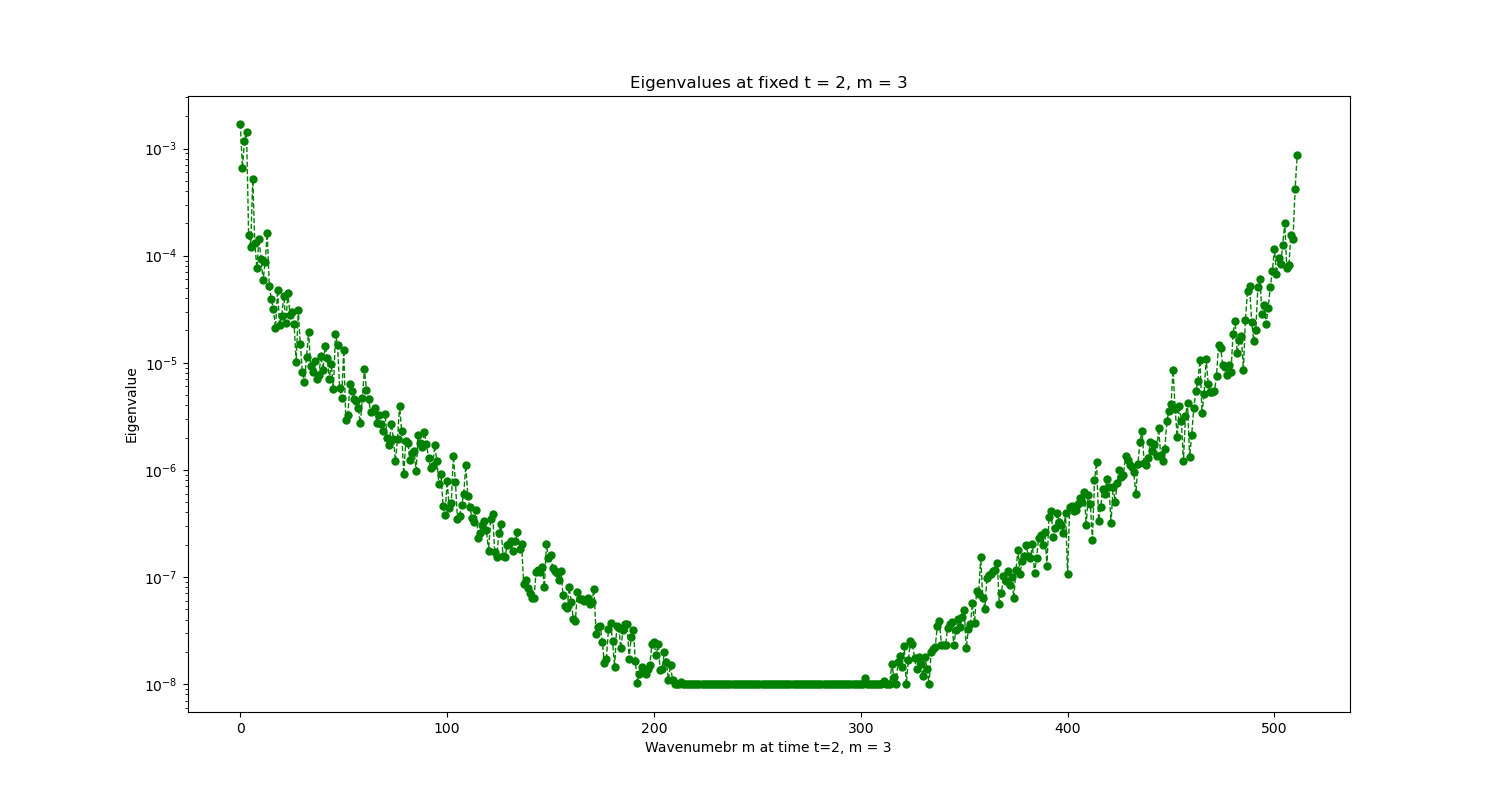 Eigenvalues at fixed t = 2, m = 3
10⁻³
10⁻⁴
10⁻⁵
10⁻⁶
10⁻⁷
10⁻⁸
Eigenvalue
0 100 200 300 400 500
Wavenumebr m at time t=2, m = 3